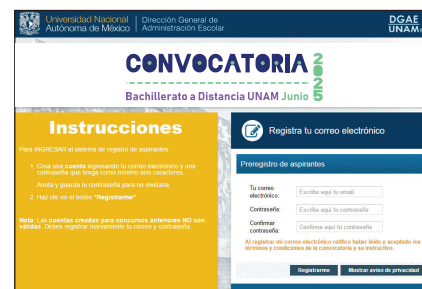 Universidad Nacional
Autónoma de México
Dirección General de
Administración Escolar
DGAE
UNAM
CONVOCATORIA
2025
Bachillerato a Distancia UNAM Junio
Instrucciones
Para INGRESAR al sistema de registro de aspirantes:
1. Crea una cuenta ingresando tu correo electrónico y una
contraseña que tenga como mínimo seis caracteres.
Anota y guarda tu contraseña para no olvidarla.
2. Haz clic en el botón "Registrarme".
Nota: Las cuentas creadas para concursos anteriores NO son
válidas. Debes registrar nuevamente tu correo y contraseña.
Registra tu correo electrónico
Preregistro de aspirantes
Tu correo
electrónico:
Escribe aquí tu email
Contraseña:
Escribe aquí tu contraseña
Confirmar
contraseña:
Confirma aquí tu contraseña
Al registrar mi correo electrónico ratifico haber leído y aceptado los
términos y condiciones de la convocatoria y su instructivo.
Registrarme
Mostrar aviso de privacidad